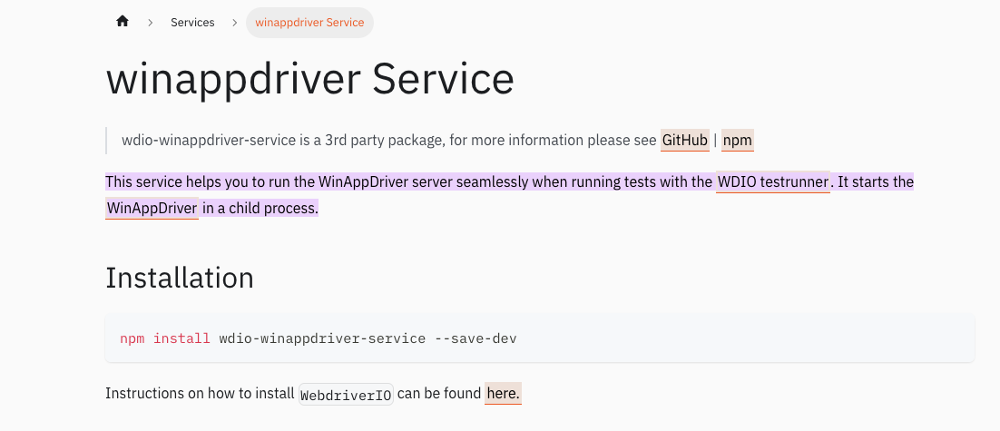 Services > winappdriver Service
winappdriver Service
wdio-winappdriver-service is a 3rd party package, for more information please see GitHub | npm
This service helps you to run the WinAppDriver server seamlessly when running tests with the WDIO testrunner. It starts the
WinAppDriver in a child process.
Installation
npm install wdio-winappdriver-service --save-dev
Instructions on how to install WebdriverIO can be found here.